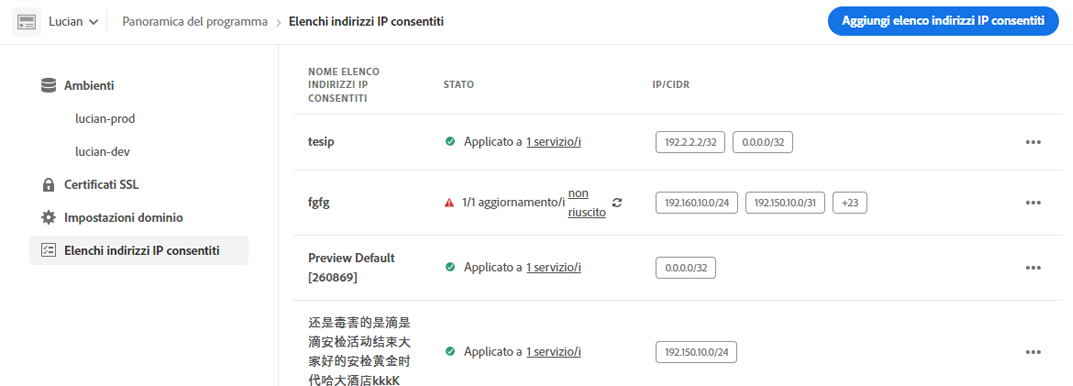 Lucian
Panoramica del programma
Elenchi indirizzi IP consentiti
Aggiungi elenco indirizzi IP consentiti
Ambienti
lucian-prod
lucian-dev
Certificati SSL
Impostazioni dominio
Elenchi indirizzi IP consentiti
NOME ELENCO
INDIRIZZI IP
CONSENTITI
STATO
IP/CIDR
tesip
Applicato a 1 servizio/i
192.2.2.2/32
0.0.0.0/32
fgfg
1/1 aggiornamento/i non
riuscito
192.160.10.0/24
192.150.10.0/31
+23
Preview Default
[260869]
Applicato a 1 servizio/i
0.0.0.0/32
还是毒害的是滴是
滴安检活动结束大
家好的安检黄金时
代哈大酒店kkkK
Applicato a 1 servizio/i
192.150.10.0/24